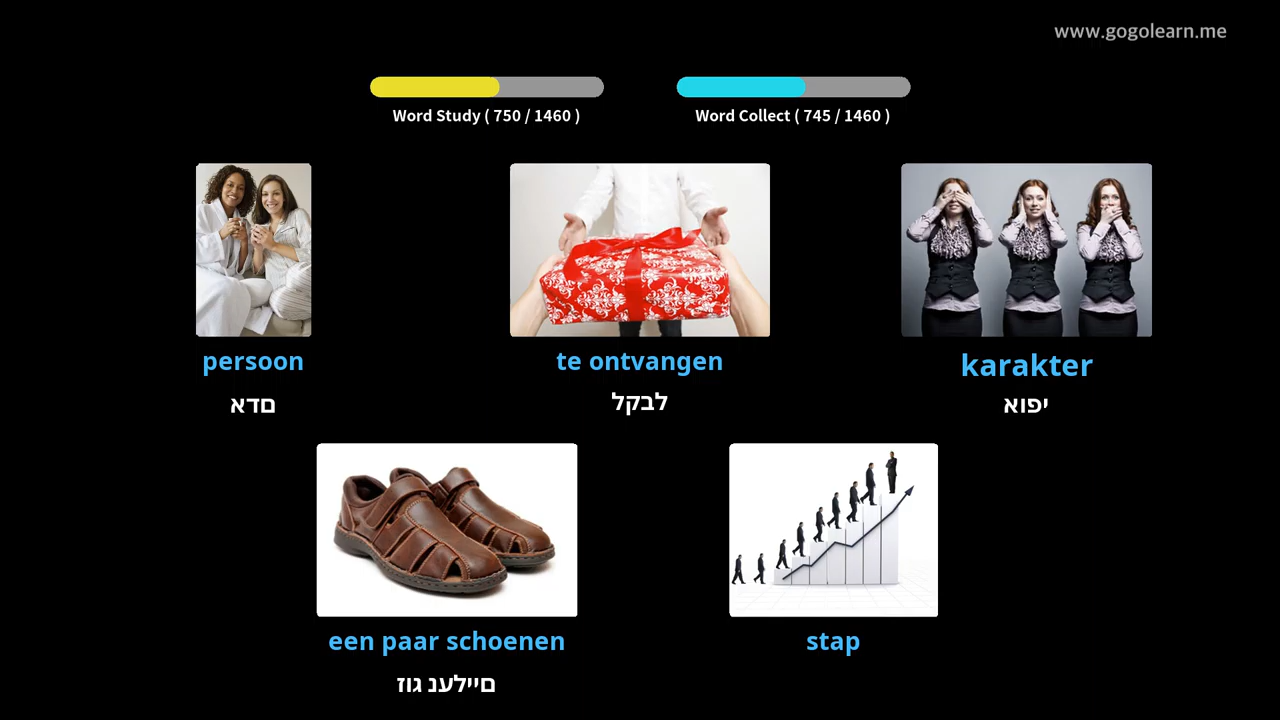 www.gogolearn.me
Word Study ( 750 / 1460 )
Word Collect ( 745 / 1460 )
persoon
te ontvangen
karakter
אדם
לקבל
אופי
een paar schoenen
stap
זוג נעליים